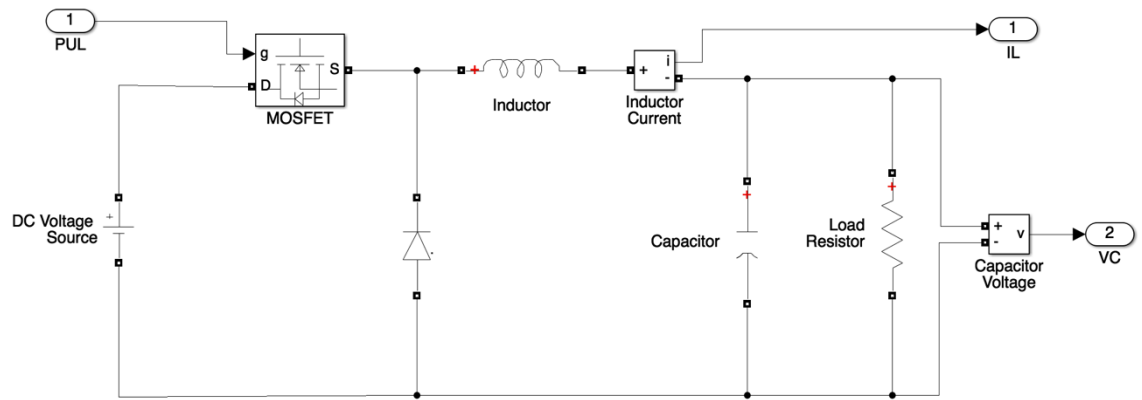 1
PUL
g
D
S
MOSFET
Inductor
+
i
-
Inductor
Current
1
IL
DC Voltage
Source
+
Capacitor
Load
Resistor
+
-
v
Capacitor
Voltage
2
VC